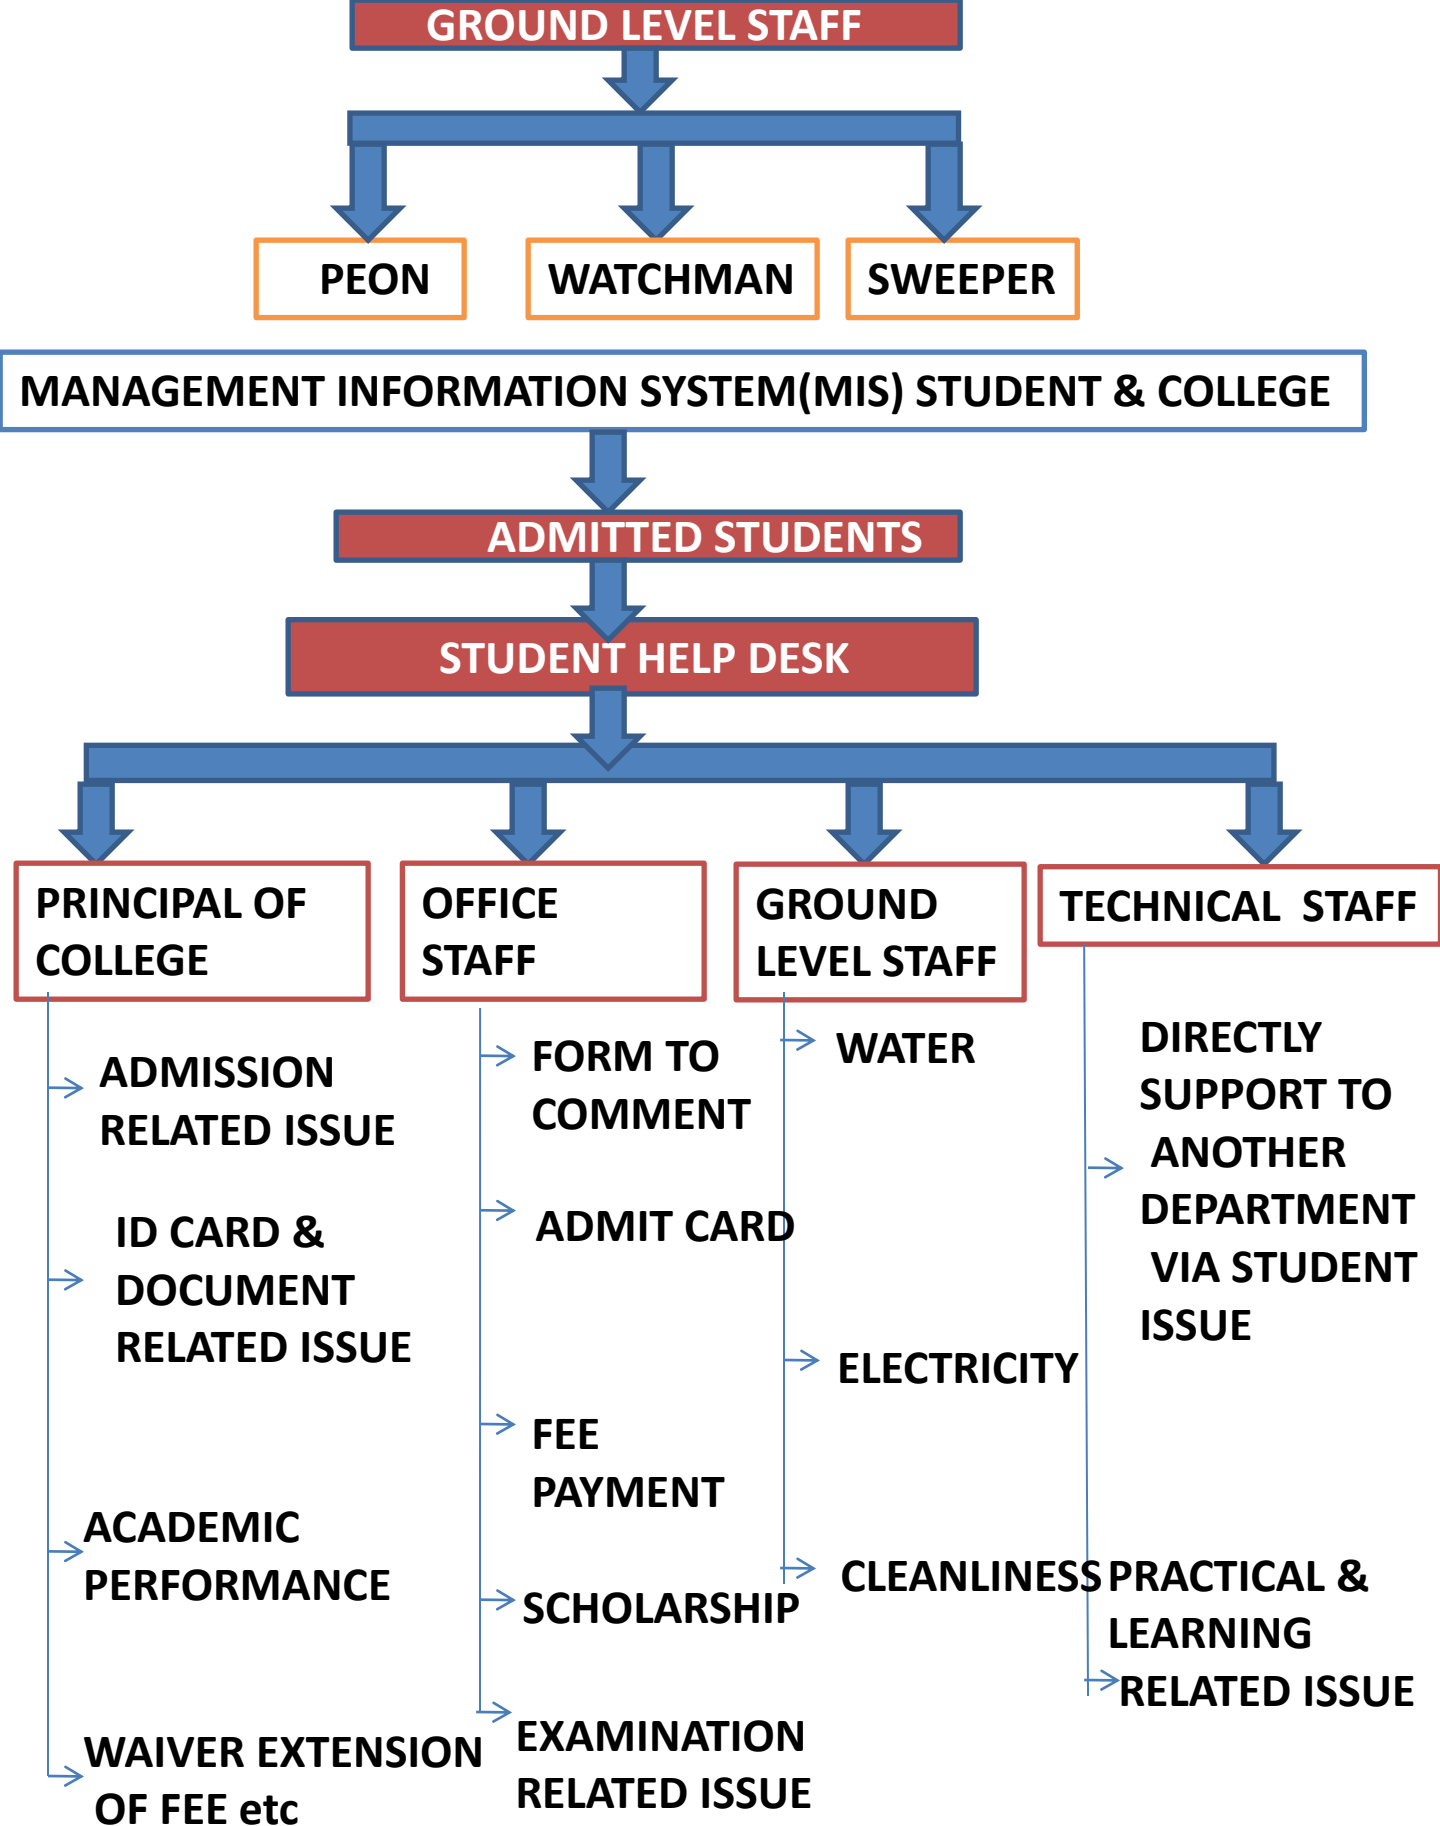 GROUND LEVEL STAFF
PEON
WATCHMAN
SWEEPER
MANAGEMENT INFORMATION SYSTEM(MIS) STUDENT & COLLEGE
ADMITTED STUDENTS
STUDENT HELP DESK
PRINCIPAL OF
COLLEGE
ADMISSION
RELATED ISSUE
ID CARD &
DOCUMENT
RELATED ISSUE
ACADEMIC
PERFORMANCE
WAIVER EXTENSION
OF FEE etc
OFFICE
STAFF
FORM TO
COMMENT
ADMIT CARD
FEE
PAYMENT
SCHOLARSHIP
EXAMINATION
RELATED ISSUE
GROUND
LEVEL STAFF
WATER
ELECTRICITY
CLEANLINESS
TECHNICAL STAFF
DIRECTLY
SUPPORT TO
ANOTHER
DEPARTMENT
VIA STUDENT
ISSUE
PRACTICAL &
LEARNING
RELATED ISSUE